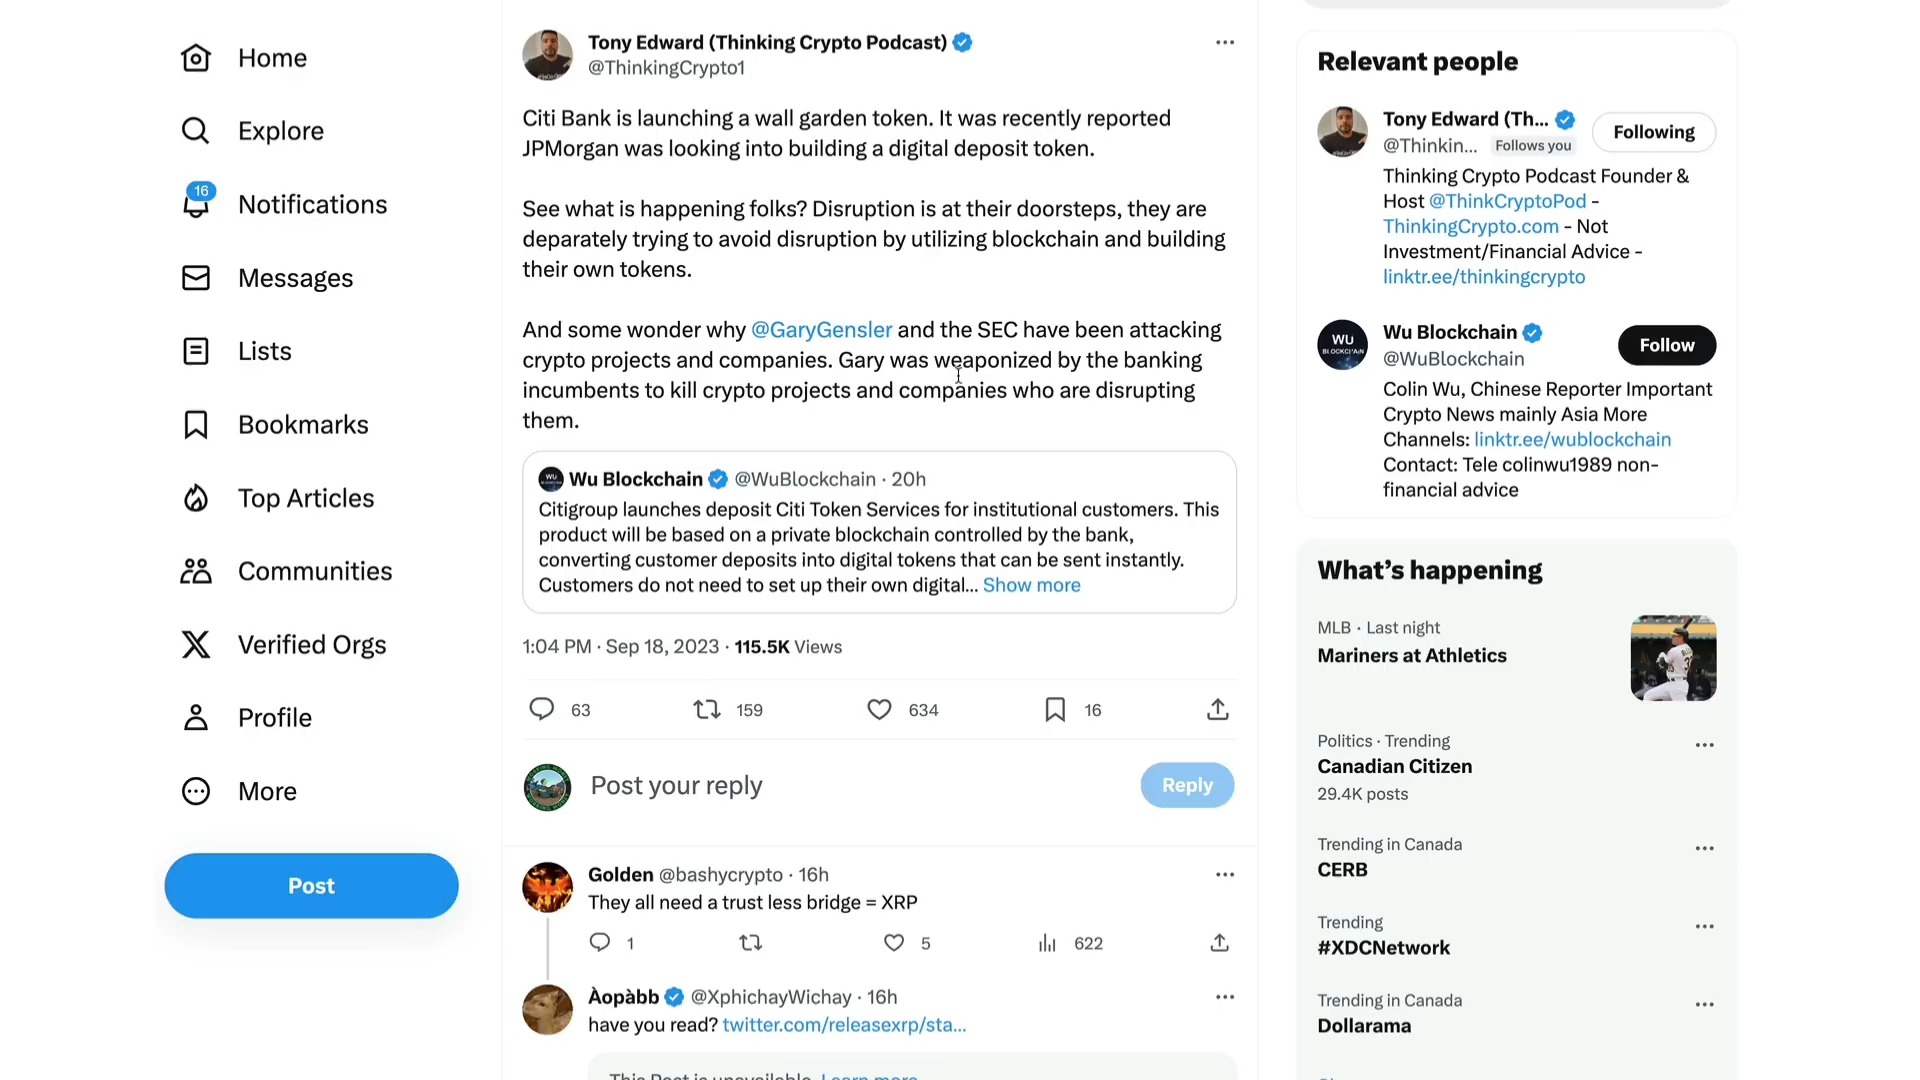 Home
Explore
16
Notifications
Messages
Lists
Bookmarks
Top Articles
Communities
Verified Orgs
Profile
More
Post
Tony Edward (Thinking Crypto Podcast)
@ThinkingCrypto1
Citi Bank is launching a wall garden token. It was recently reported
JPMorgan was looking into building a digital deposit token.
See what is happening folks? Disruption is at their doorsteps, they are
deparately trying to avoid disruption by utilizing blockchain and building
their own tokens.
And some wonder why @GaryGensler and the SEC have been attacking
crypto projects and companies. Gary was weaponized by the banking
incumbents to kill crypto projects and companies who are disrupting
them.
Wu Blockchain @WuBlockchain · 20h
Citigroup launches deposit Citi Token Services for institutional customers. This
product will be based on a private blockchain controlled by the bank,
converting customer deposits into digital tokens that can be sent instantly.
Customers do not need to set up their own digital... Show more
1:04 PM · Sep 18, 2023 · 115.5K Views
63 159 634 16
Post your reply
Reply
Golden @bashycrypto · 16h
They all need a trust less bridge = XRP
1 5 622
Àopàbb @XphichayWichay · 16h
have you read? twitter.com/releasexrp/sta...
This Post is unavailable. Learn more
Relevant people
Tony Edward (Th...
@Thinkin... Follows you
Following
Thinking Crypto Podcast Founder &
Host @ThinkCryptoPod -
ThinkingCrypto.com - Not
Investment/Financial Advice -
linktr.ee/thinkingcrypto
WU
BLOCKCHAIN
Wu Blockchain
@WuBlockchain
Follow
Colin Wu, Chinese Reporter Important
Crypto News mainly Asia More
Channels: linktr.ee/wublockchain
Contact: Tele colinwu1989 non-
financial advice
What's happening
MLB · Last night
Mariners at Athletics
Politics · Trending
Canadian Citizen
29.4K posts
Trending in Canada
CERB
Trending
#XDCNetwork
Trending in Canada
Dollarama